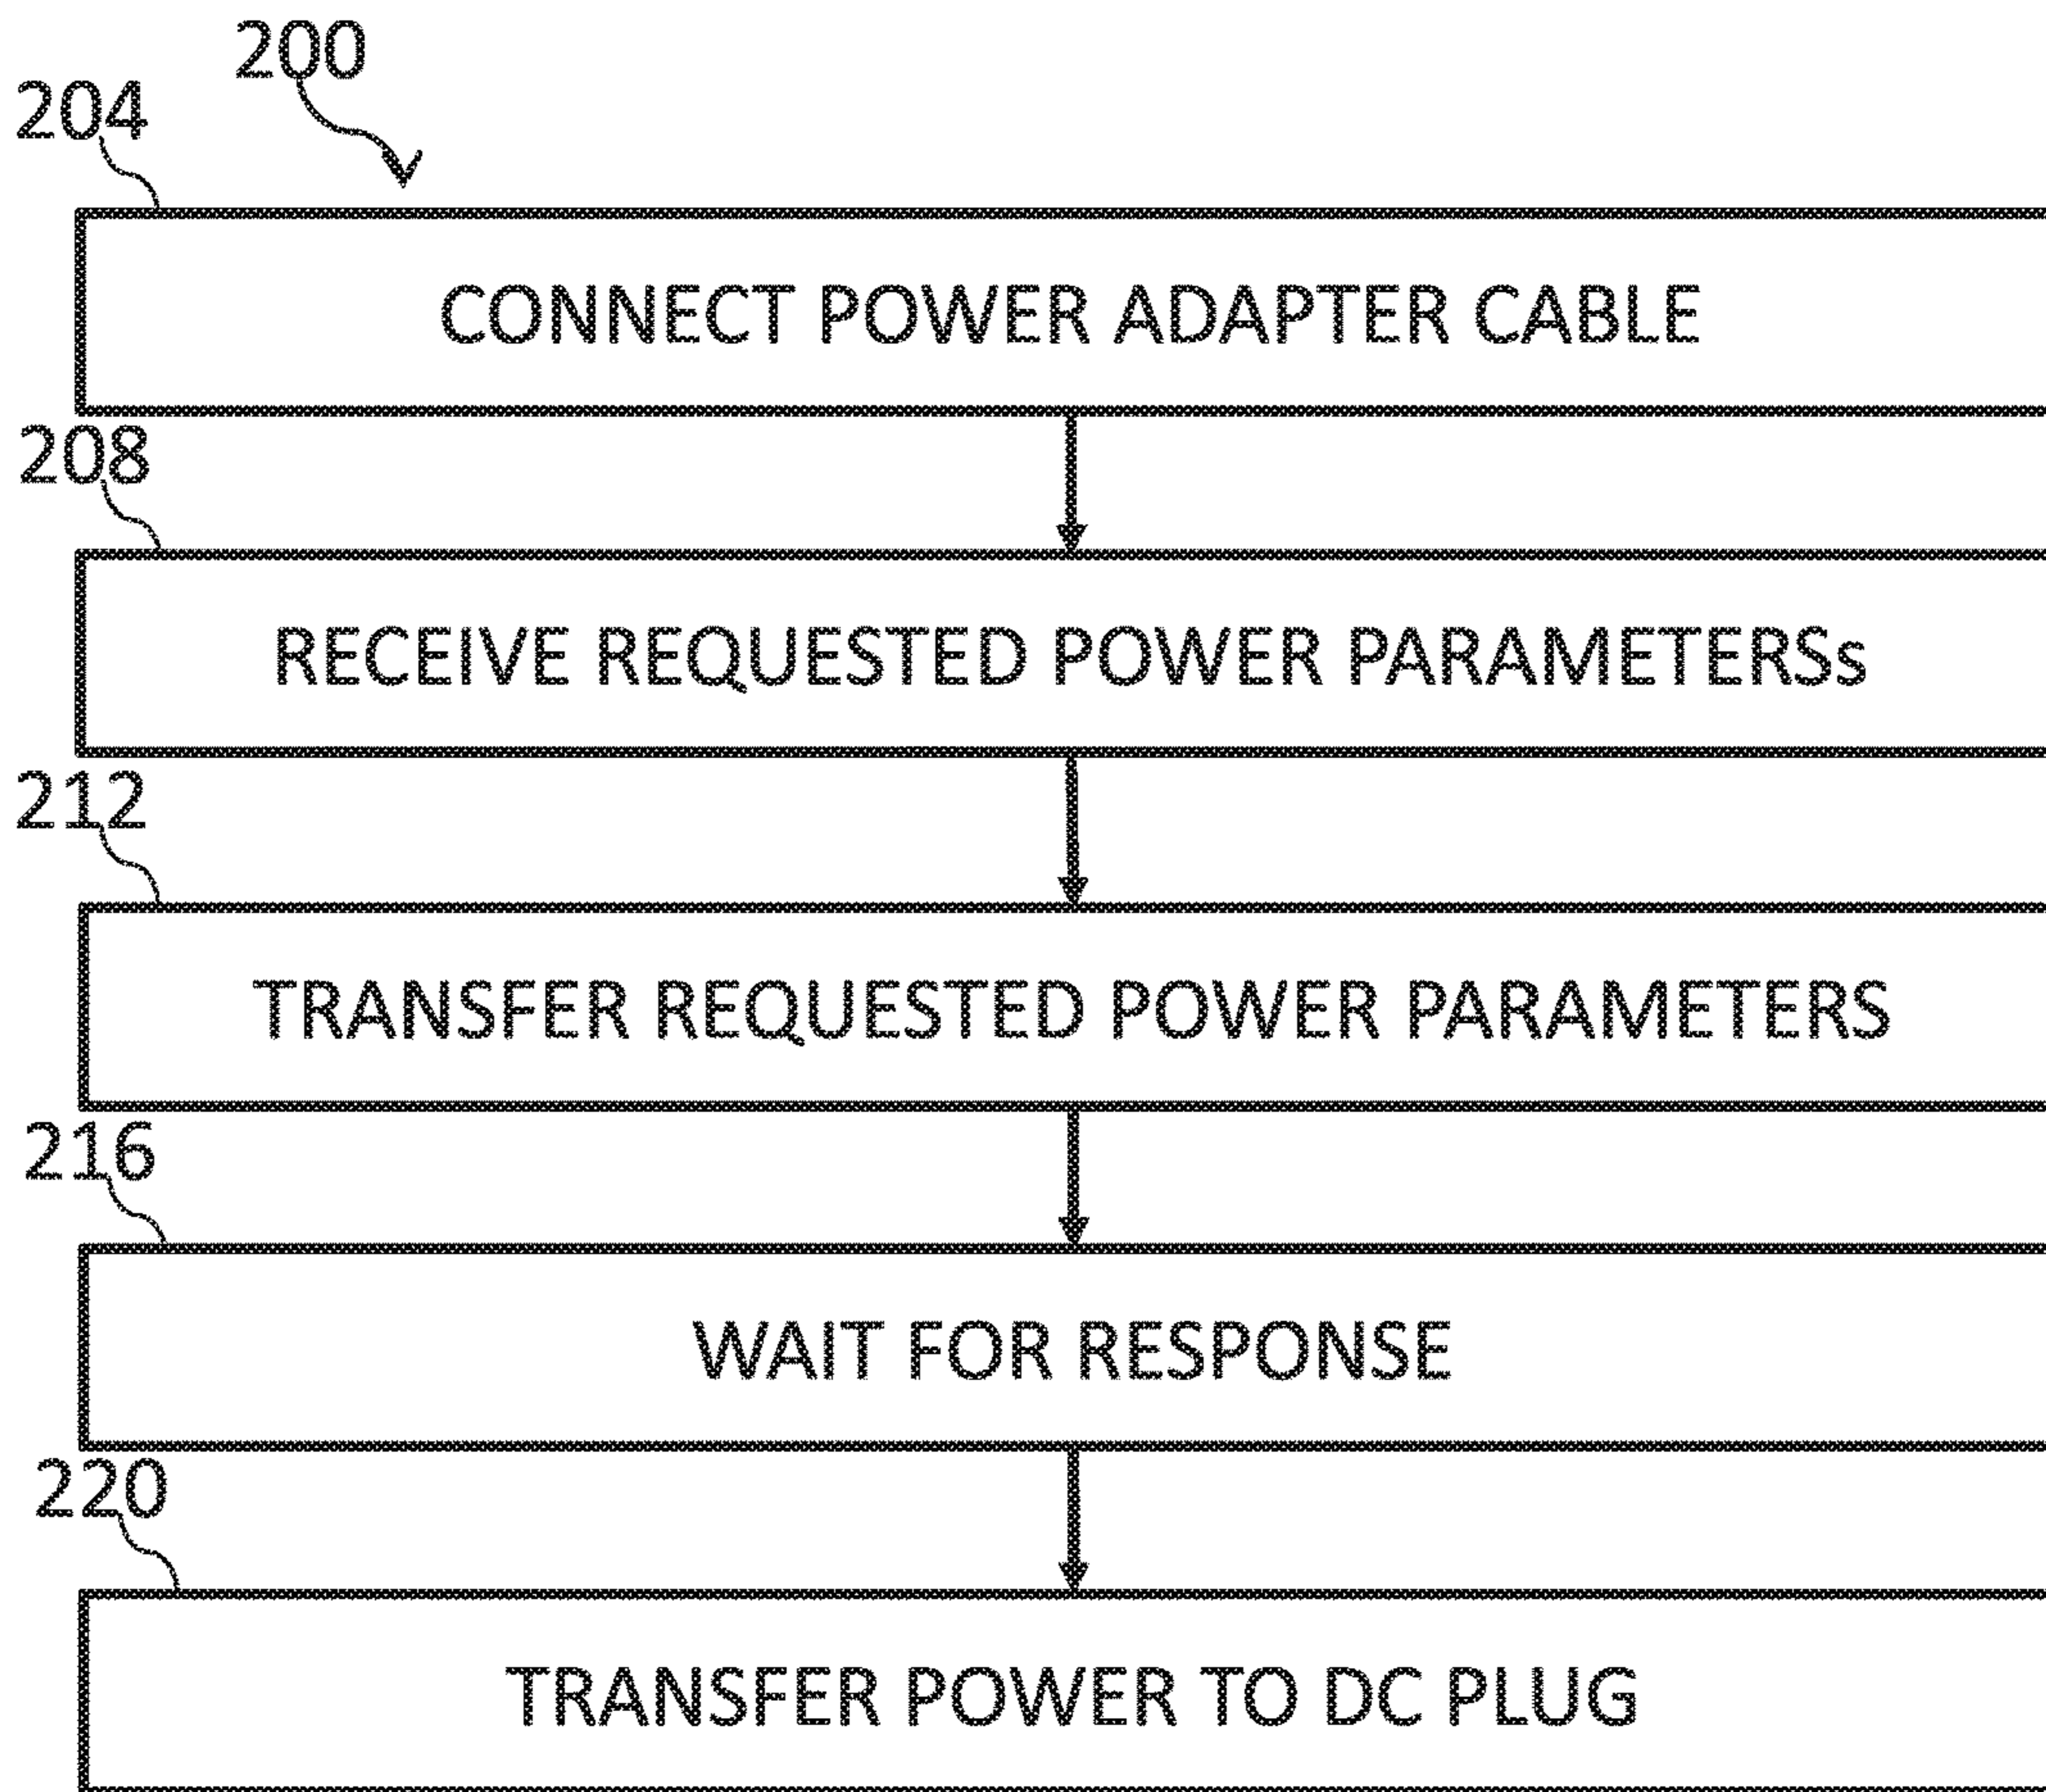 200
204
CONNECT POWER ADAPTER CABLE
208
RECEIVE REQUESTED POWER PARAMETERSs
212
TRANSFER REQUESTED POWER PARAMETERS
216
WAIT FOR RESPONSE
220
TRANSFER POWER TO DC PLUG